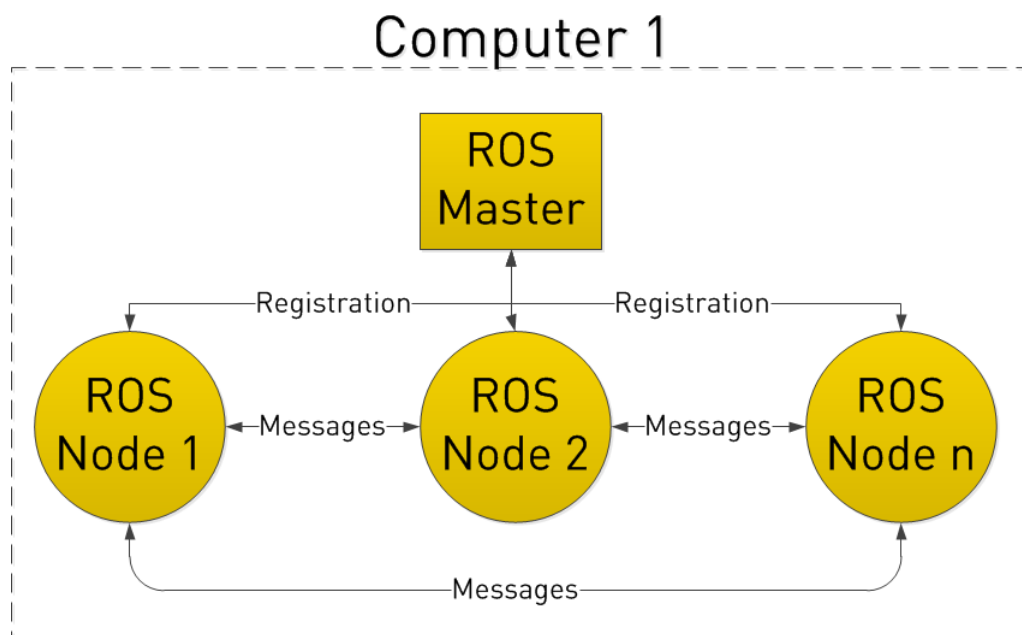 Computer 1
ROS
Master
Registration
Registration
ROS
Node 1
Messages
ROS
Node 2
Messages
ROS
Node n
Messages